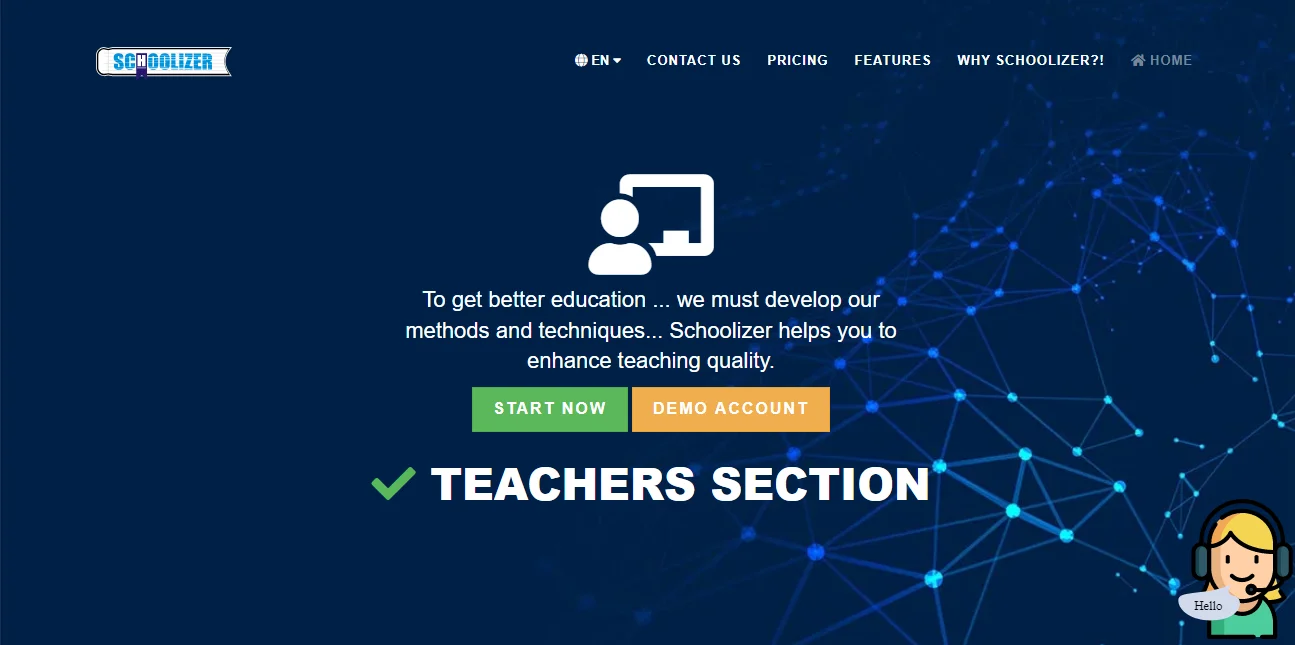 SCHOOLIZER
EN
CONTACT US
PRICING
FEATURES
WHY SCHOOLIZER?!
HOME
To get better education ... we must develop our
methods and techniques... Schoolizer helps you to
enhance teaching quality.
START NOW
DEMO ACCOUNT
TEACHERS SECTION
Hello